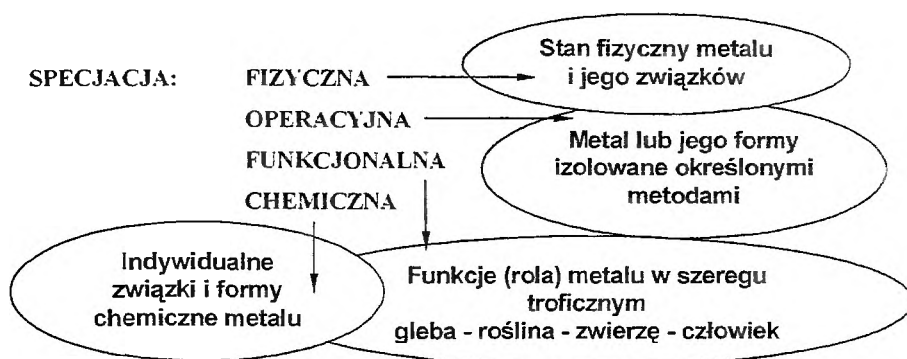 SPECJACJA: FIZYCZNA
OPERACYJNA
FUNKCJONALNA
CHEMICZNA
Stan fizyczny metalu
i jego związków
Metal lub jego formy
izolowane określonymi
metodami
Indywidualne
związki i formy
chemiczne metalu
Funkcje (rola) metalu w szeregu
troficznym
gleba - roślina - zwierzę - człowiek